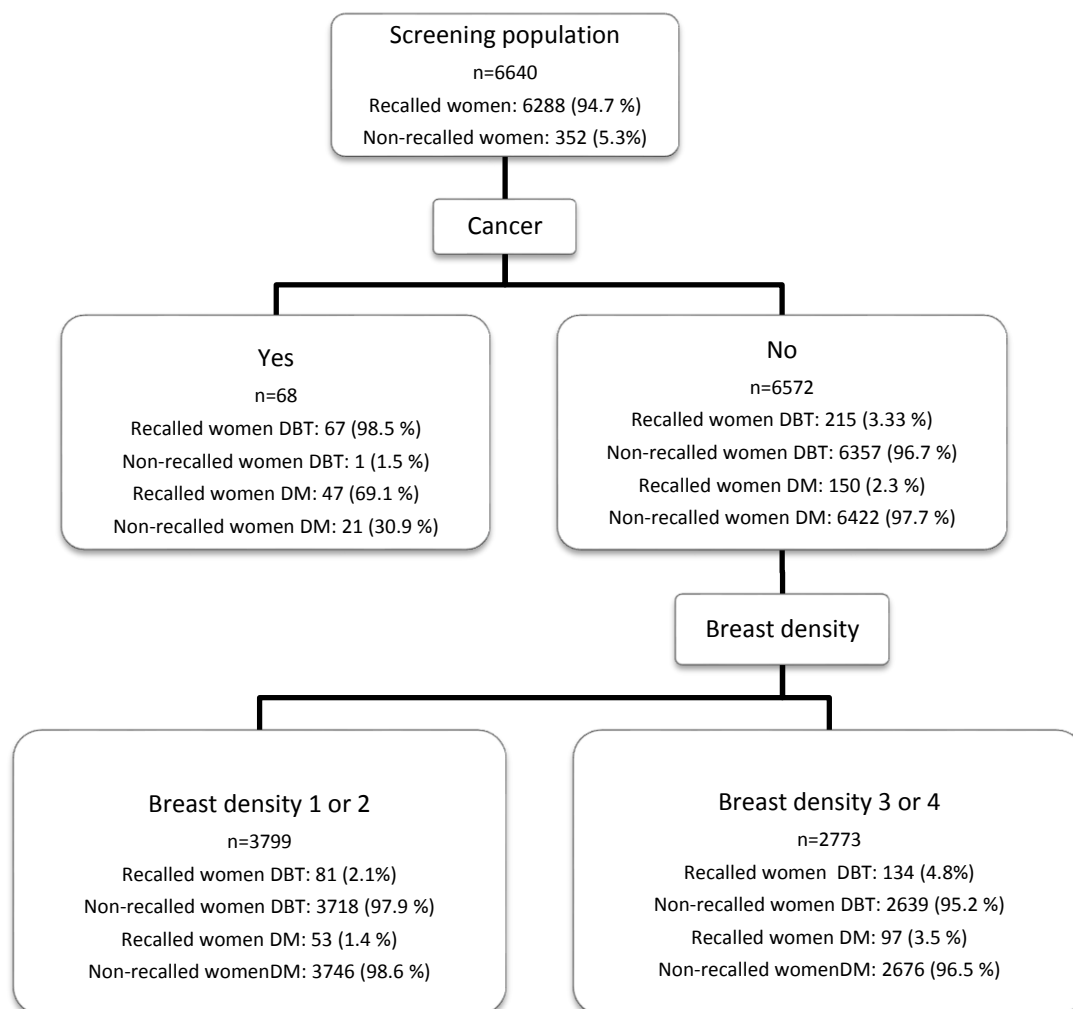 Screening population
n=6640
Recalled women: 6288 (94.7 %)
Non-recalled women: 352 (5.3%)
Cancer
Yes
n=68
Recalled women DBT: 67 (98.5 %)
Non-recalled women DBT: 1 (1.5 %)
Recalled women DM: 47 (69.1 %)
Non-recalled women DM: 21 (30.9 %)
No
n=6572
Recalled women DBT: 215 (3.33 %)
Non-recalled women DBT: 6357 (96.7 %)
Recalled women DM: 150 (2.3 %)
Non-recalled women DM: 6422 (97.7 %)
Breast density
Breast density 1 or 2
n=3799
Recalled women DBT: 81 (2.1%)
Non-recalled women DBT: 3718 (97.9 %)
Recalled women DM: 53 (1.4 %)
Non-recalled womenDM: 3746 (98.6 %)
Breast density 3 or 4
n=2773
Recalled women  DBT: 134 (4.8%)
Non-recalled women DBT: 2639 (95.2 %)
Recalled women DM: 97 (3.5 %)
Non-recalled womenDM: 2676 (96.5 %)